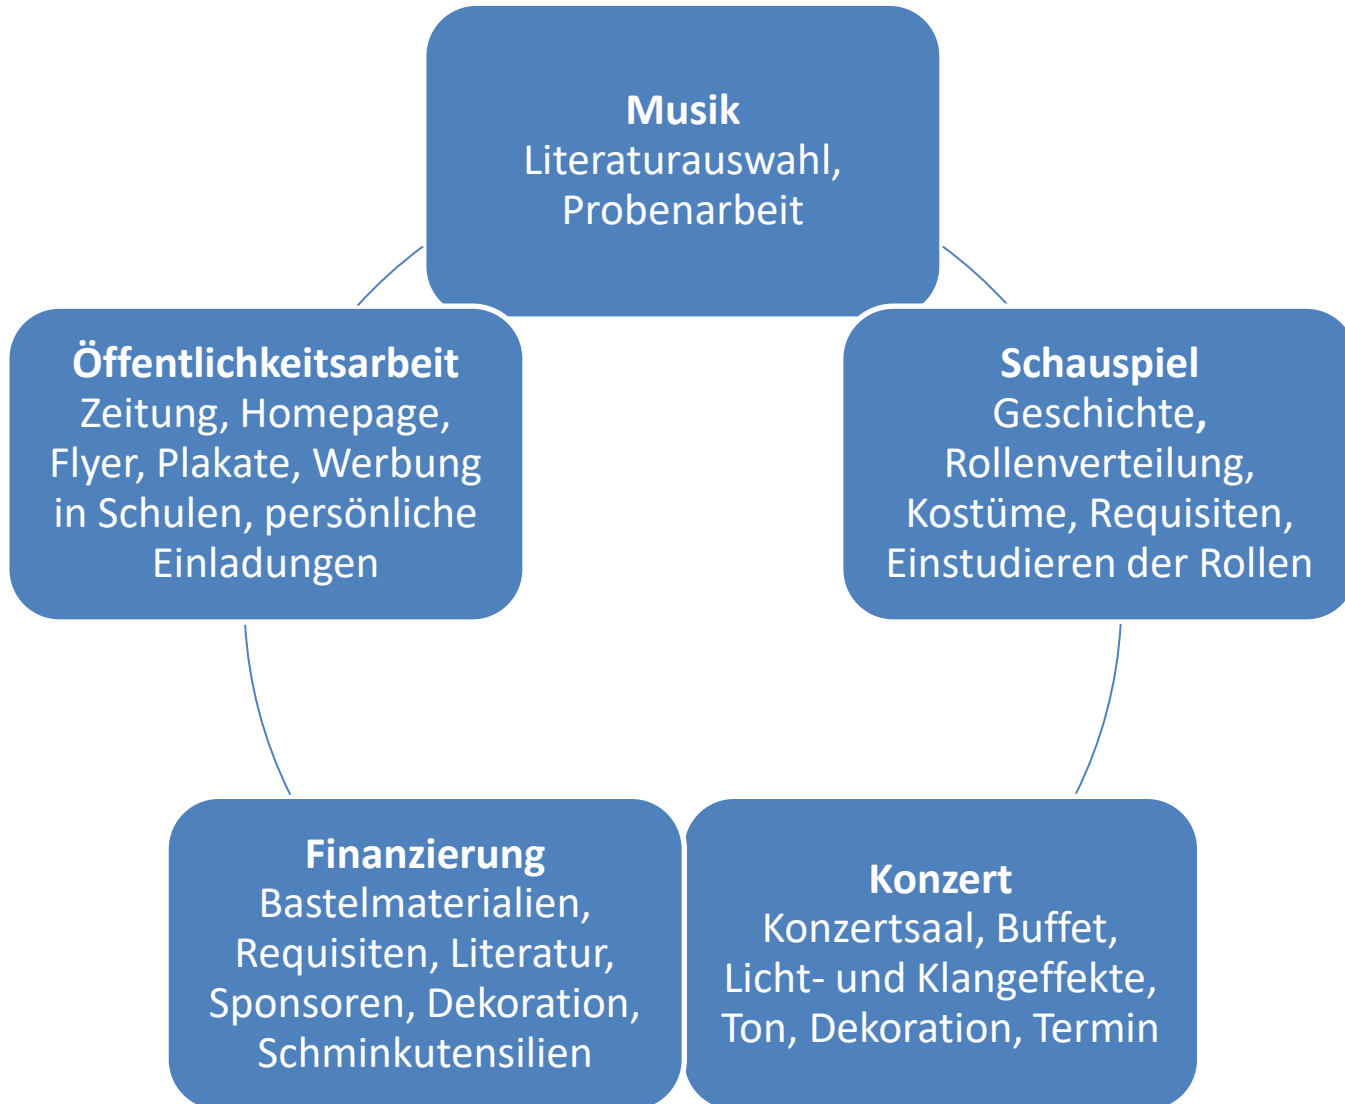 Musik
Literaturauswahl,
Probenarbeit
Öffentlichkeitsarbeit
Zeitung, Homepage,
Flyer, Plakate, Werbung
in Schulen, persönliche
Einladungen
Schauspiel
Geschichte,
Rollenverteilung,
Kostüme, Requisiten,
Einstudieren der Rollen
Finanzierung
Bastelmaterialien,
Requisiten, Literatur,
Sponsoren, Dekoration,
Schminkutensilien
Konzert
Konzertsaal, Buffet,
Licht- und Klangeffekte,
Ton, Dekoration, Termin